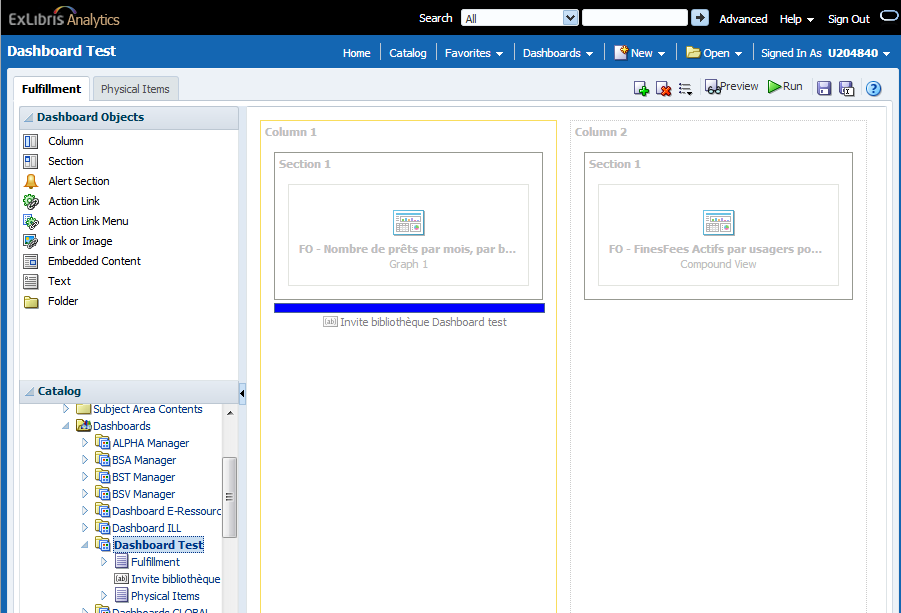 ExLibris Analytics
Search All Advanced Help Sign Out
Dashboard Test
Home Catalog Favorites Dashboards New Open Signed In As U204840
Fulfillment Physical Items
Preview Run
Dashboard Objects
Column
Section
Alert Section
Action Link
Action Link Menu
Link or Image
Embedded Content
Text
Folder
Catalog
Subject Area Contents
Dashboards
ALPHA Manager
BSA Manager
BST Manager
BSV Manager
Dashboard E-Ressourc
Dashboard ILL
Dashboard Test
Fulfillment
Invite bibliothèque
Physical Items
Dashboards GLOBAL
Column 1
Section 1
FO - Nombre de prêts par mois, par b...
Graph 1
Invite bibliothèque Dashboard test
Column 2
Section 1
FO - FinesFees Actifs par usagers po...
Compound View